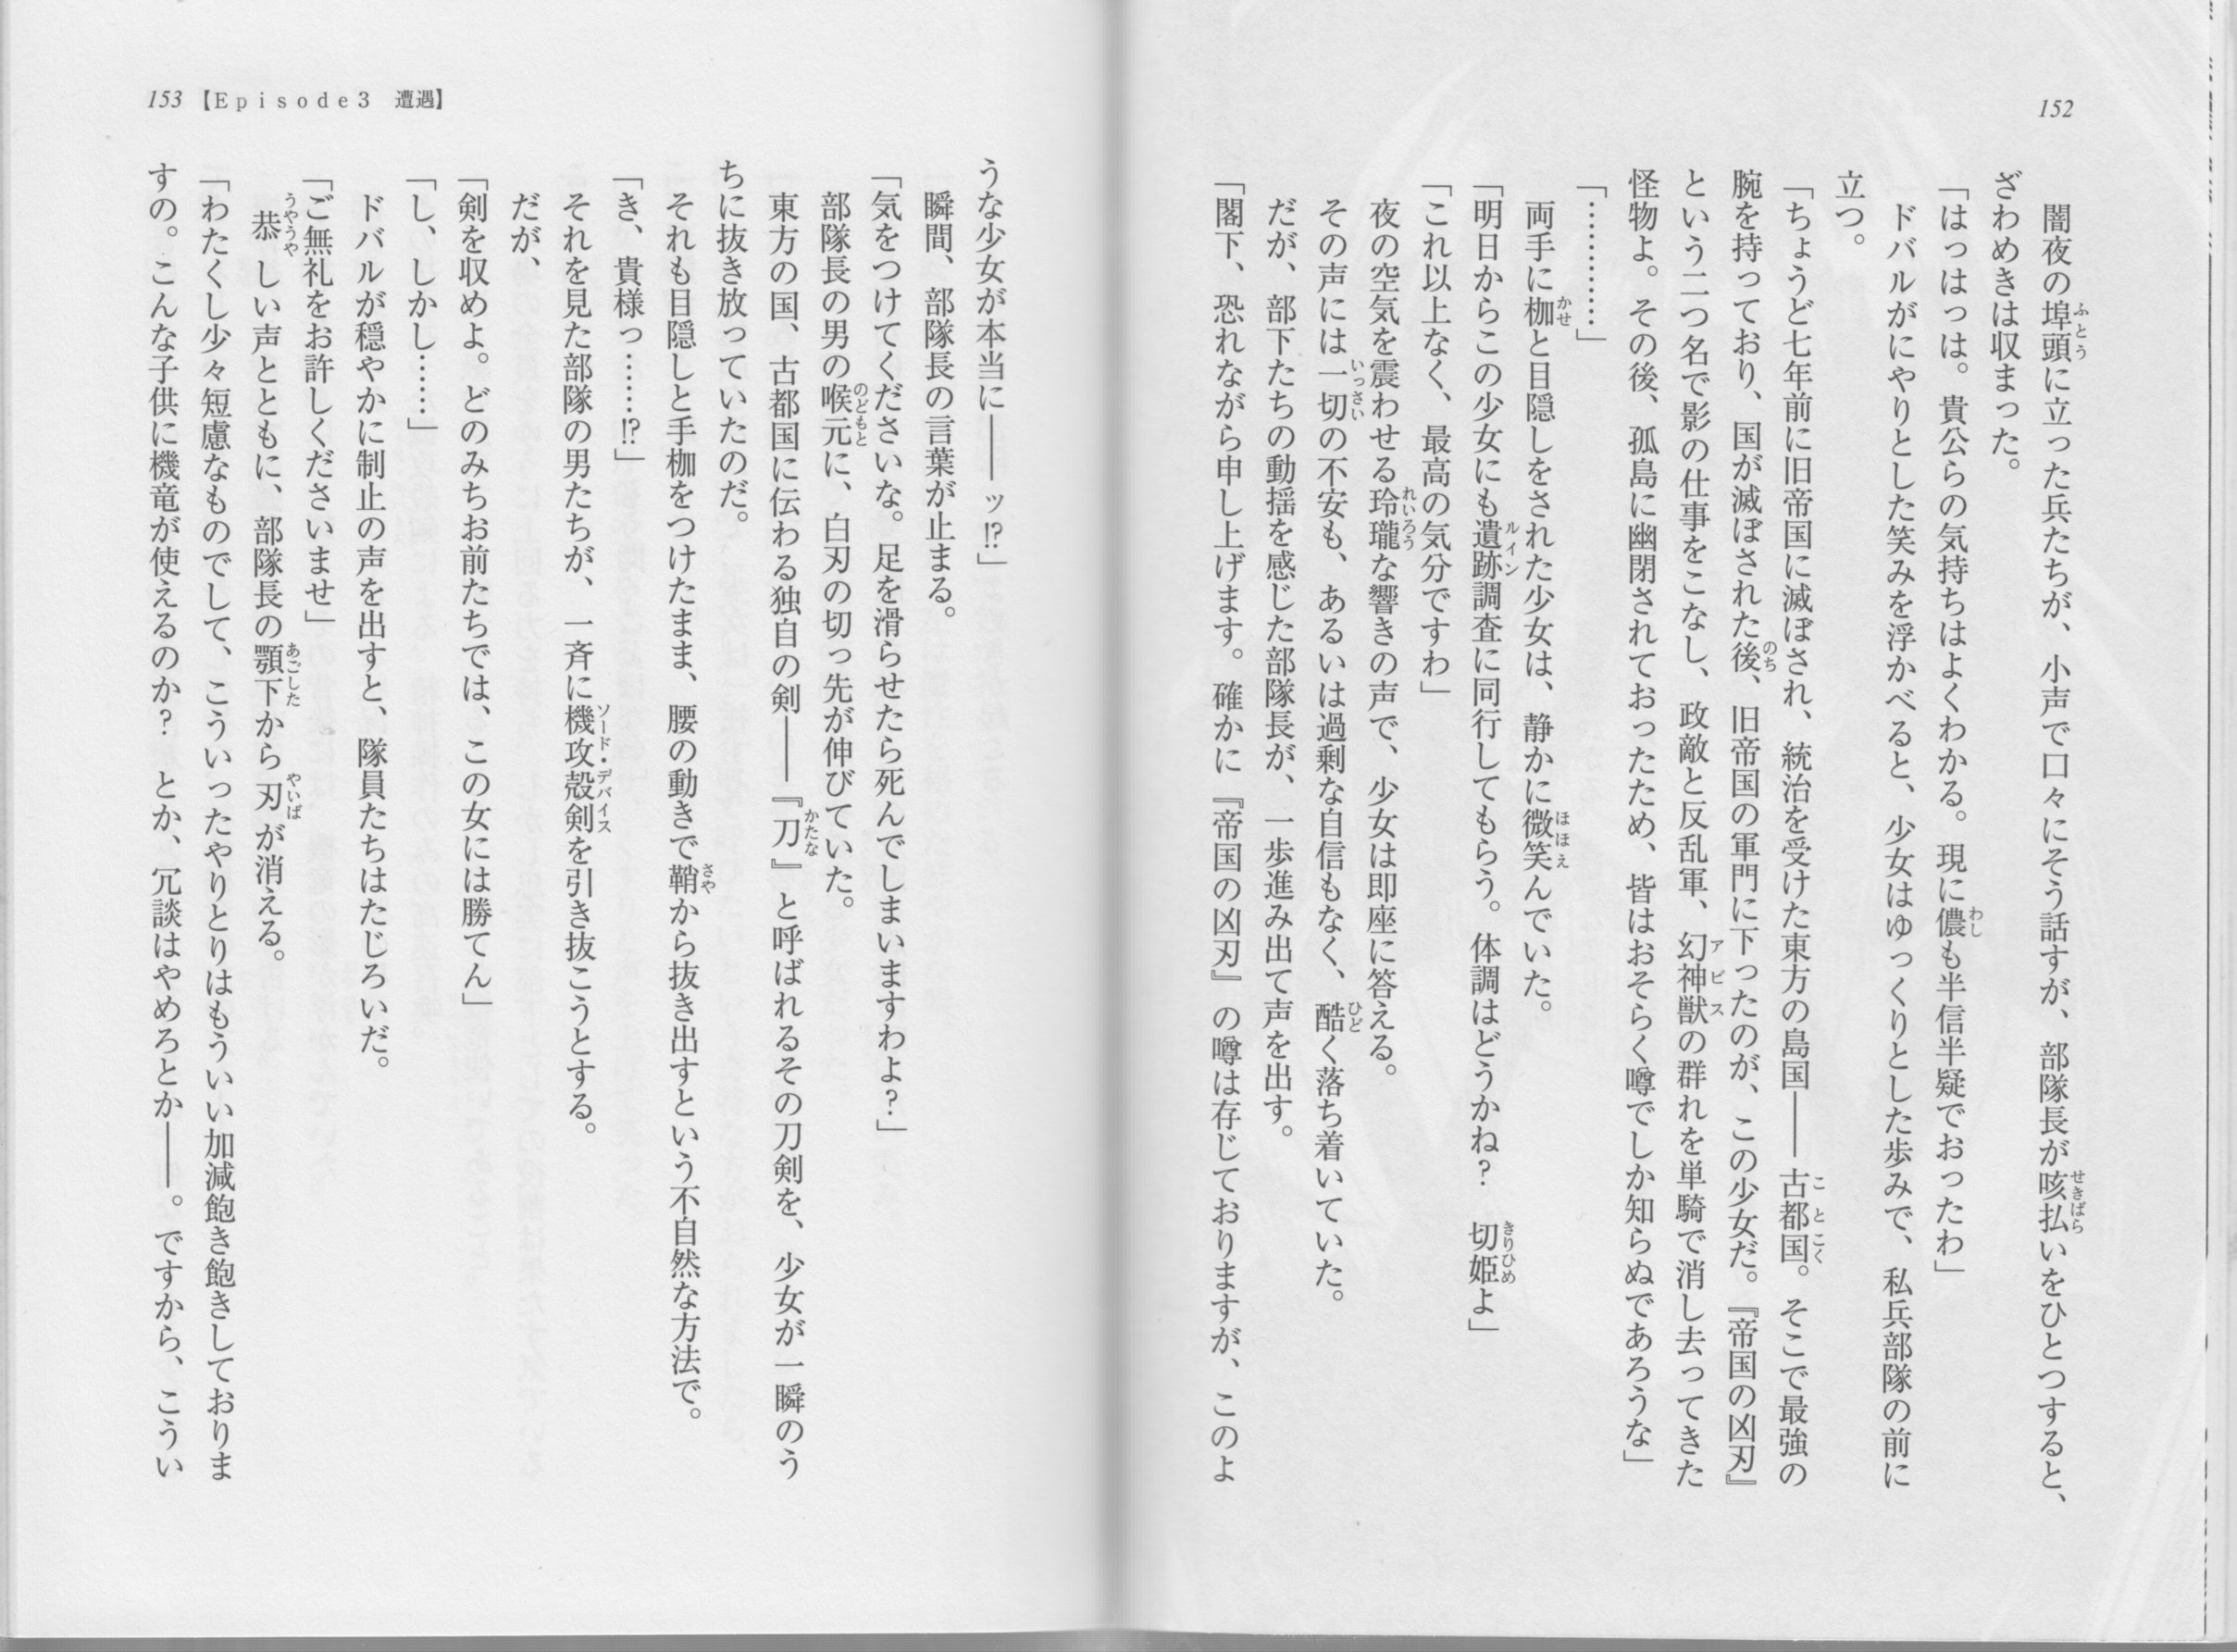 152
闇夜の埠頭に立った兵たちが、小声で口々にそう話すが、部隊長が咳払いをひとつすると、
ざわめきは収まった。
「はっはっは。貴公らの気持ちはよくわかる。現に儂も半信半疑でおったわ」
ドバルがにやりとした笑みを浮かべると、少女はゆっくりとした歩みで、私兵部隊の前に
立つ。
「ちょうど七年前に旧帝国に滅ぼされ、統治を受けた東方の島国――古都国。そこで最強の
腕を持っており、国が滅ぼされた後、旧帝国の軍門に下ったのが、この少女だ。『帝国の凶刃』
という二つ名で影の仕事をこなし、政敵と反乱軍、幻神獣の群れを単騎で消し去ってきた
怪物よ。その後、孤島に幽閉されておったため、皆はおそらく噂でしか知らぬであろうな」
「…………」
両手に枷と目隠しをされた少女は、静かに微笑んでいた。
「明日からこの少女にも遺跡調査に同行してもらう。体調はどうかね？　切姫よ」
「これ以上なく、最高の気分ですわ」
夜の空気を震わせる玲瓏な響きの声で、少女は即座に答える。
その声には一切の不安も、あるいは過剰な自信もなく、酷く落ち着いていた。
だが、部下たちの動揺を感じた部隊長が、一歩進み出て声を出す。
「閣下、恐れながら申し上げます。確かに『帝国の凶刃』の噂は存じておりますが、このよ
153【Episode3　遭遇】
うな少女が本当に――ッ!?」
瞬間、部隊長の言葉が止まる。
「気をつけてくださいな。足を滑らせたら死んでしまいますわよ？」
部隊長の男の喉元に、白刃の切っ先が伸びていた。
東方の国、古都国に伝わる独自の剣――『刀』と呼ばれるその刀剣を、少女が一瞬のう
ちに抜き放っていたのだ。
それも目隠しと手枷をつけたまま、腰の動きで鞘から抜き出すという不自然な方法で。
「き、貴様っ……!?」
それを見た部隊の男たちが、一斉に機攻殻剣を引き抜こうとする。
だが、
「剣を収めよ。どのみちお前たちでは、この女には勝てん」
「し、しかし……」
ドバルが穏やかに制止の声を出すと、隊員たちはたじろいだ。
「ご無礼をお許しくださいませ」
恭しい声とともに、部隊長の顎下から刃が消える。
「わたくし少々短慮なものでして、こういったやりとりはもういい加減飽き飽きしておりま
すの。こんな子供に機竜が使えるのか？　とか、冗談はやめろとか――。ですから、こうい